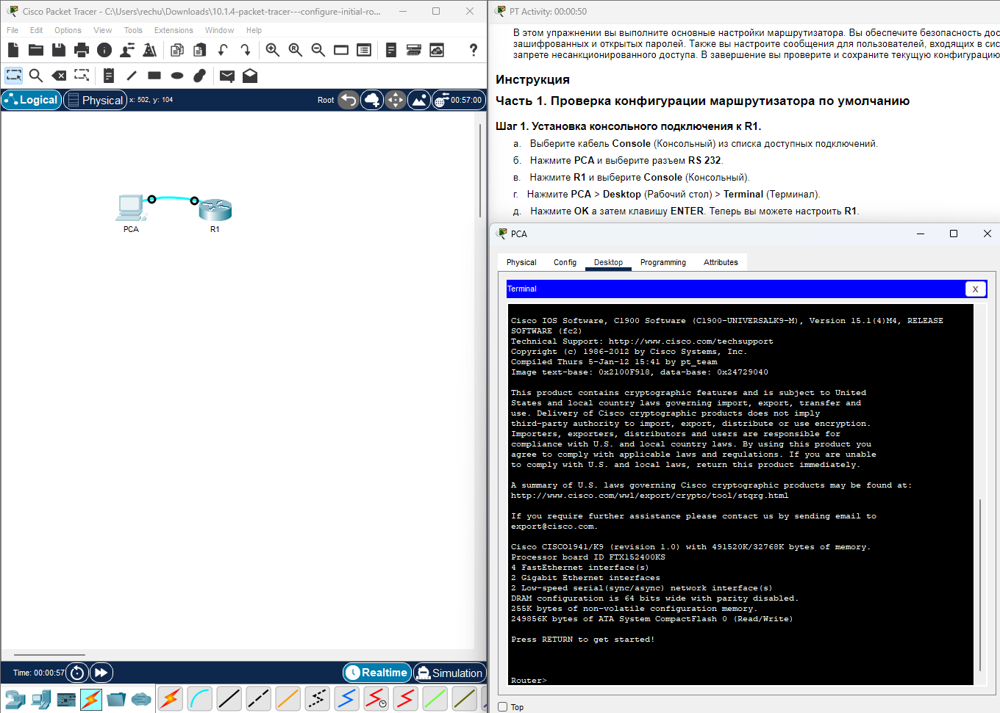 Cisco Packet Tracer - C:\Users\rechu\Downloads\10.1.4-packet-tracer---configure-initial-ro...
File Edit Options View Tools Extensions Window Help
Logical
Physical
x: 502, y: 104
Root
00:57:00
PCA
R1
Time: 00:00:57
Realtime
Simulation
PT Activity: 00:00:50
В этом упражнении вы выполните основные настройки маршрутизатора. Вы обеспечите безопасность дос
зашифрованных и открытых паролей. Также вы настроите сообщения для пользователей, входящих в сис
запрете несанкционированного доступа. В завершение вы проверите и сохраните текущую конфигурацию
Инструкция
Часть 1. Проверка конфигурации маршрутизатора по умолчанию
Шаг 1. Установка консольного подключения к R1.
а. Выберите кабель Console (Консольный) из списка доступных подключений.
б. Нажмите PCA и выберите разъем RS 232.
в. Нажмите R1 и выберите Console (Консольный).
г. Нажмите PCA > Desktop (Рабочий стол) > Terminal (Терминал).
д. Нажмите OK а затем клавишу ENTER. Теперь вы можете настроить R1.
PCA
Physical Config Desktop Programming Attributes
Terminal
X
Cisco IOS Software, C1900 Software (C1900-UNIVERSALK9-M), Version 15.1(4)M4, RELEASE
SOFTWARE (fc2)
Technical Support: http://www.cisco.com/techsupport
Copyright (c) 1986-2012 by Cisco Systems, Inc.
Compiled Thurs 5-Jan-12 15:41 by pt_team
Image text-base: 0x2100F918, data-base: 0x24729040
This product contains cryptographic features and is subject to United
States and local country laws governing import, export, transfer and
use. Delivery of Cisco cryptographic products does not imply
third-party authority to import, export, distribute or use encryption.
Importers, exporters, distributors and users are responsible for
compliance with U.S. and local country laws. By using this product you
agree to comply with applicable laws and regulations. If you are unable
to comply with U.S. and local laws, return this product immediately.
A summary of U.S. laws governing Cisco cryptographic products may be found at:
http://www.cisco.com/wwl/export/crypto/tool/stqrg.html
If you require further assistance please contact us by sending email to
export@cisco.com.
Cisco CISCO1941/K9 (revision 1.0) with 491520K/32768K bytes of memory.
Processor board ID FTX152400KS
4 FastEthernet interface(s)
2 Gigabit Ethernet interfaces
2 Low-speed serial(sync/async) network interface(s)
DRAM configuration is 64 bits wide with parity disabled.
255K bytes of non-volatile configuration memory.
249856K bytes of ATA System CompactFlash 0 (Read/Write)
Press RETURN to get started!
Router>
Top